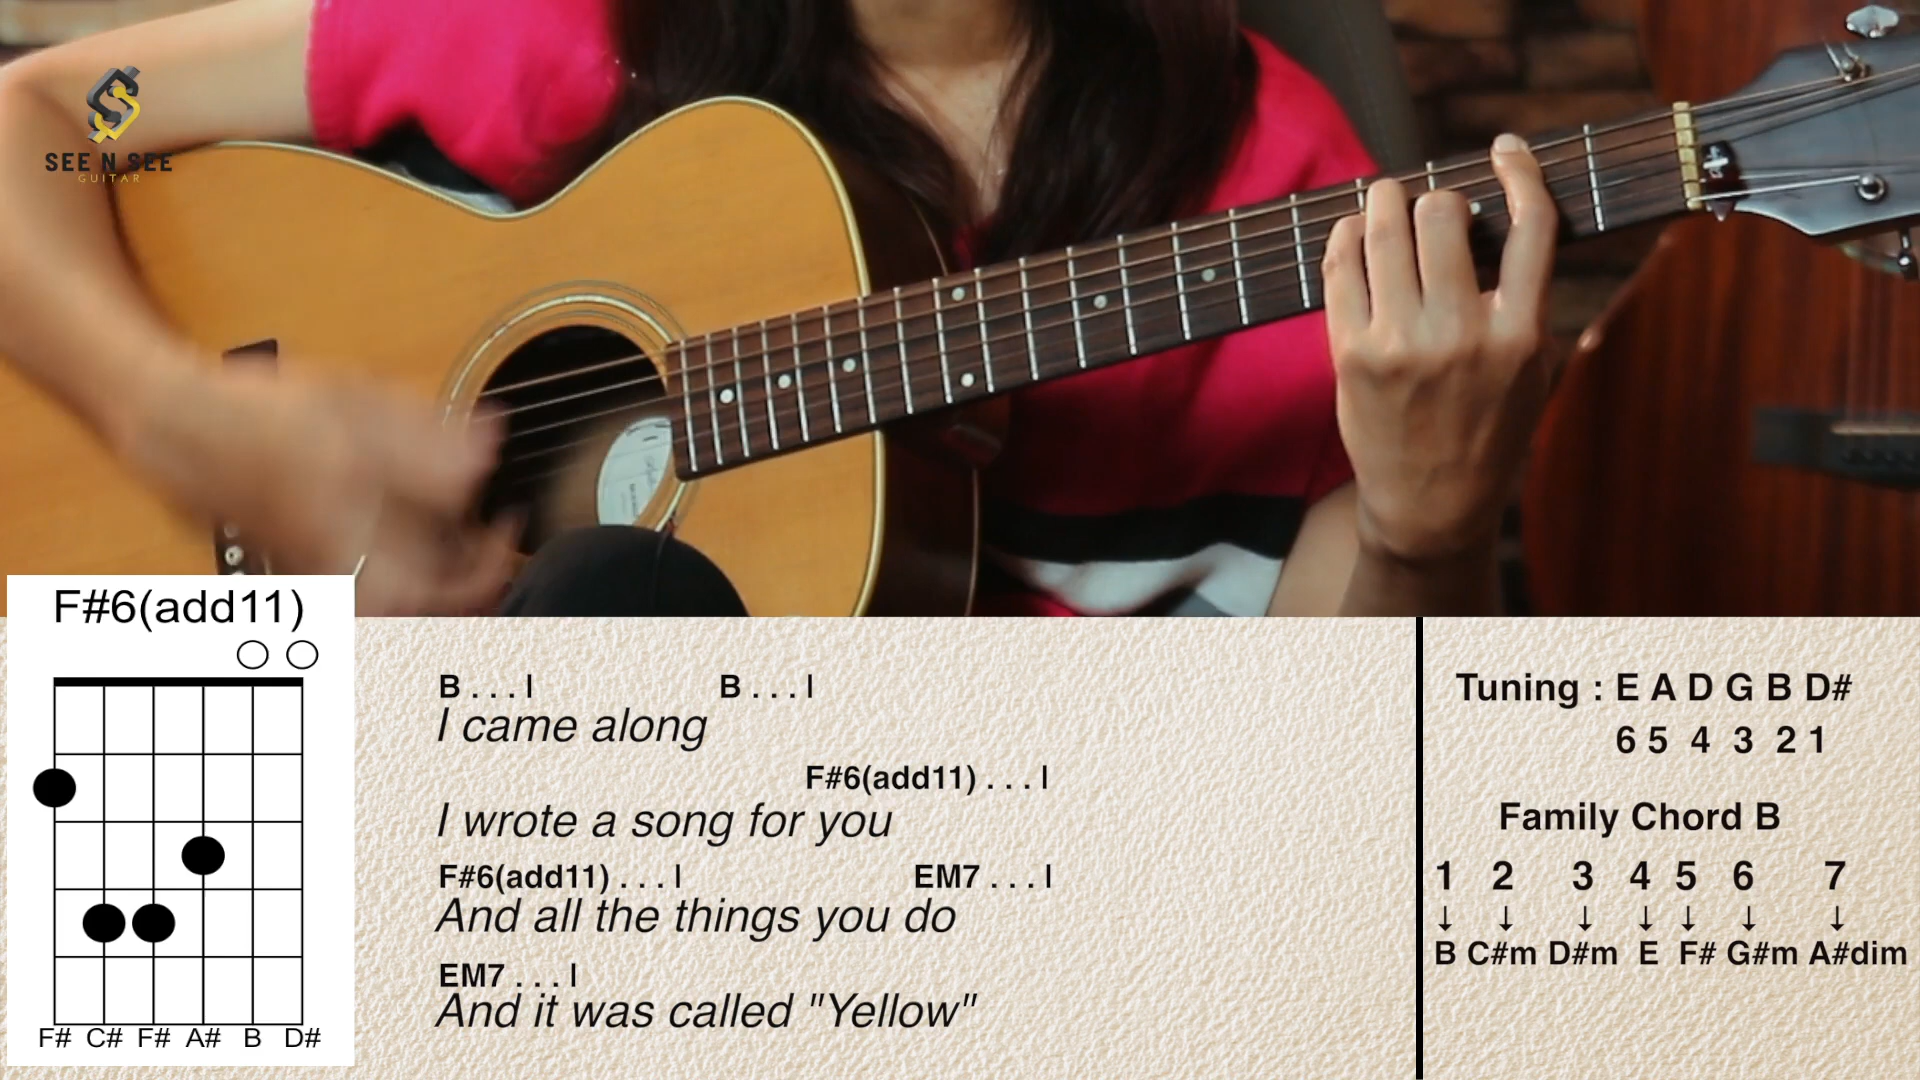 SEE N SEE
GUITAR
F#6(add11)
F# C# F# A# B D#
B . . . I B . . . I
I came along
F#6(add11) . . . I
I wrote a song for you
F#6(add11) . . . I EM7 . . . I
And all the things you do
EM7 . . . I
And it was called "Yellow"
Tuning : E A D G B D#
6 5 4 3 2 1
Family Chord B
1 2 3 4 5 6 7
↓ ↓ ↓ ↓ ↓ ↓ ↓
B C#m D#m E F# G#m A#dim